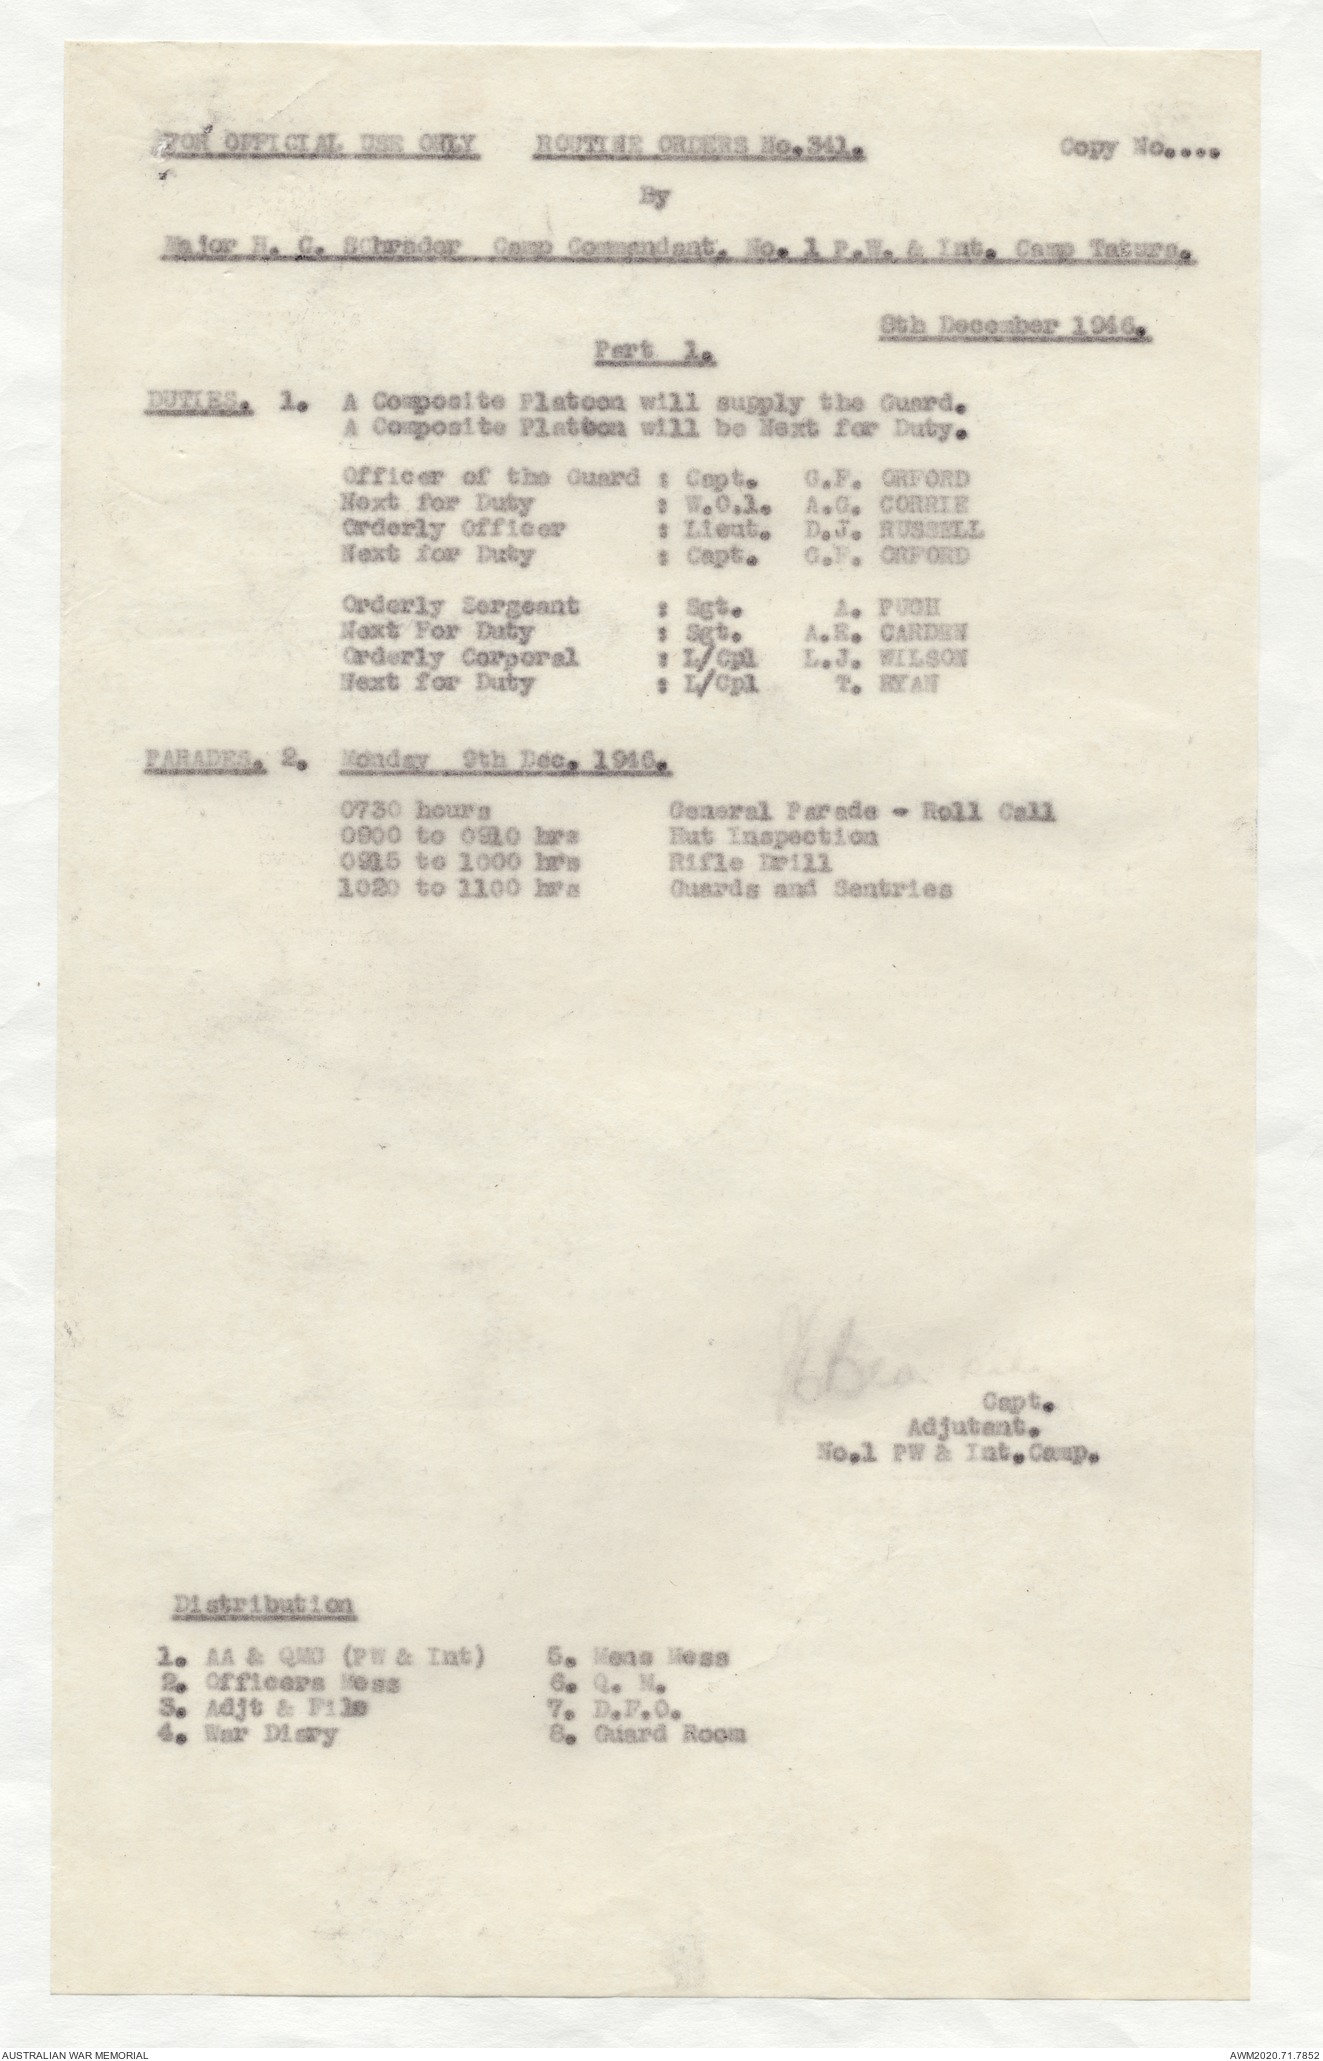 FOR OFFICIAL USE ONLY ROUTINE ORDERS No.341. Copy No....
By
Major H. C. SChrader Camp Commandant. No. 1 P.W. & Int. Camp Tatura.
8th December 1946.
Part 1.
DUTIES. 1. A Composite Platoon will supply the Guard.
A Composite Platoon will be Next for Duty.
Officer of the Guard : Capt. G.F. ORFORD
Next for Duty : W.O.1. A.G. CORRIE
Orderly Officer : Lieut. D.J. RUSSELL
Next for Duty : Capt. G.F. ORFORD
Orderly Sergeant : Sgt. A. PUGH
Next For Duty : Sgt. A.E. CARDEN
Orderly Corporal : L/Cpl L.J. WILSON
Next for Duty : L/Cpl T. RYAN
PARADES. 2. Monday 9th Dec. 1946.
0730 hours General Parade - Roll Call
0900 to 0910 hrs Hut Inspection
0915 to 1000 hrs Rifle Drill
1020 to 1100 hrs Guards and Sentries
Capt.
Adjutant.
No.1 PW & Int.Camp.
Distribution
1. AA & QMG (PW & Int) 5. Mens Mess
2. Officers Mess 6. Q. M.
3. Adjt & File 7. D.F.O.
4. War Diary 8. Guard Room
AUSTRALIAN WAR MEMORIAL AWM2020.71.7852